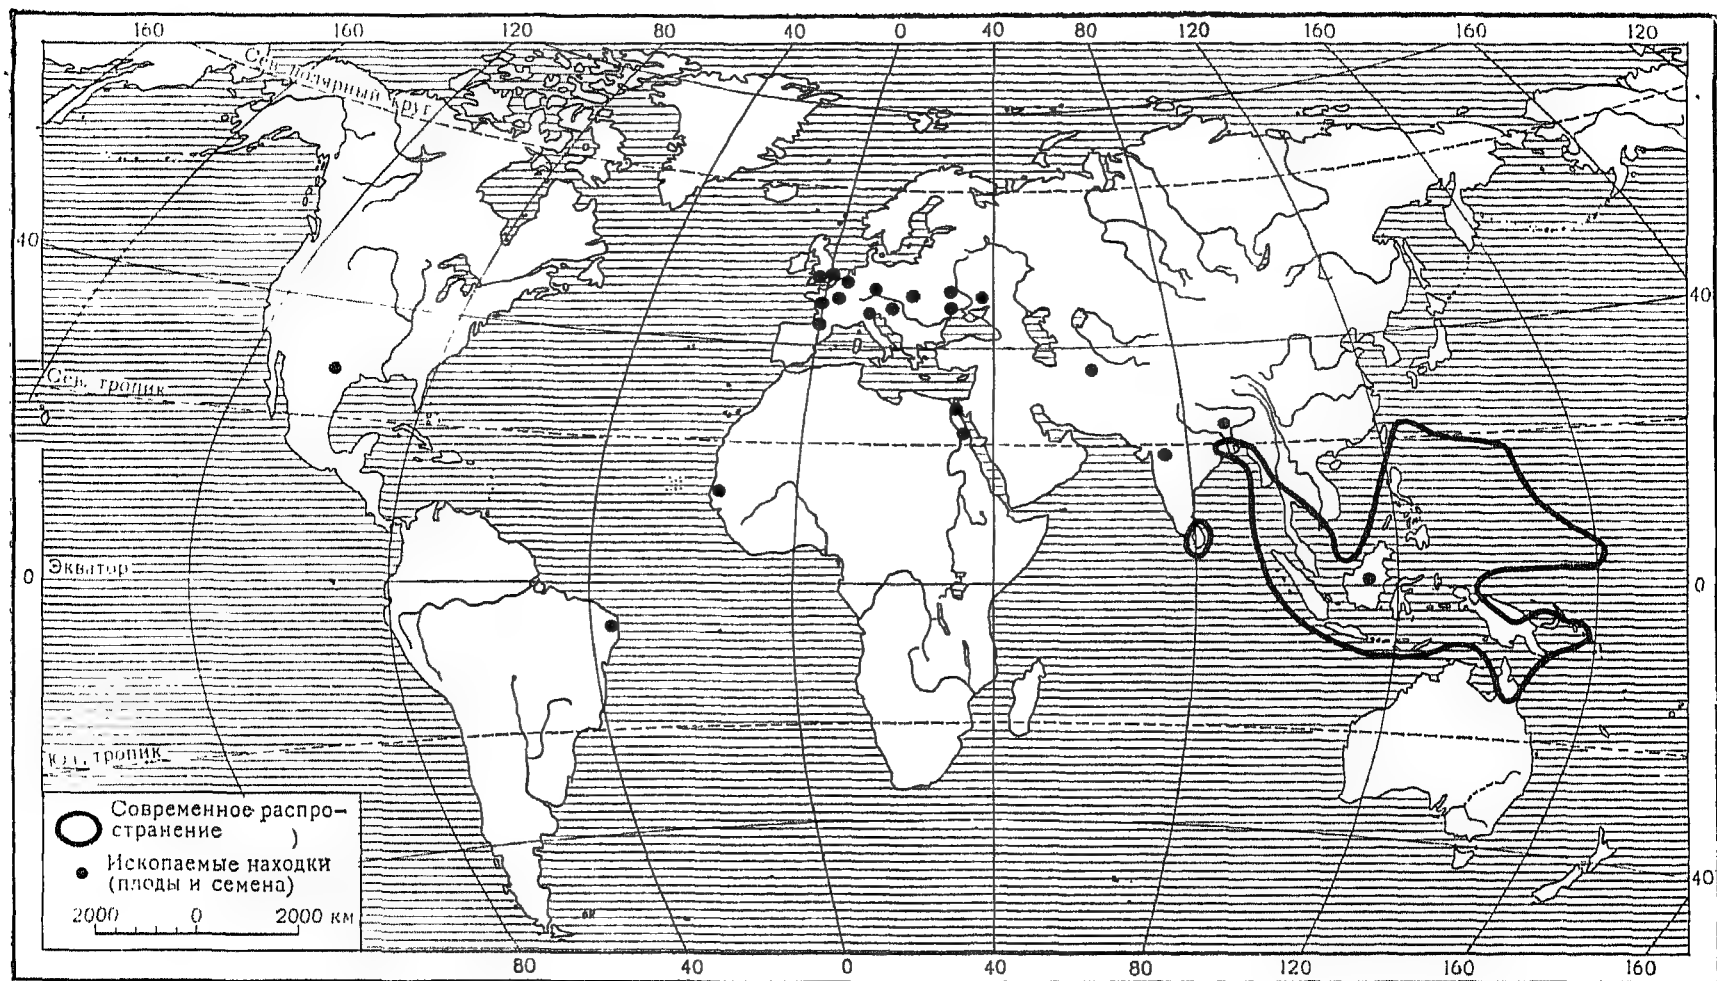 160 160 120 80 40 0 40 80 120 160 160 120
Сев. полярный круг
40
40
Сев. тропик
0
Экватор
0
Юж. тропик
Современное распро-
странение )
Ископаемые находки
(плоды и семена)
2000 0 2000 км
40
80 40 0 40 80 120 160 160